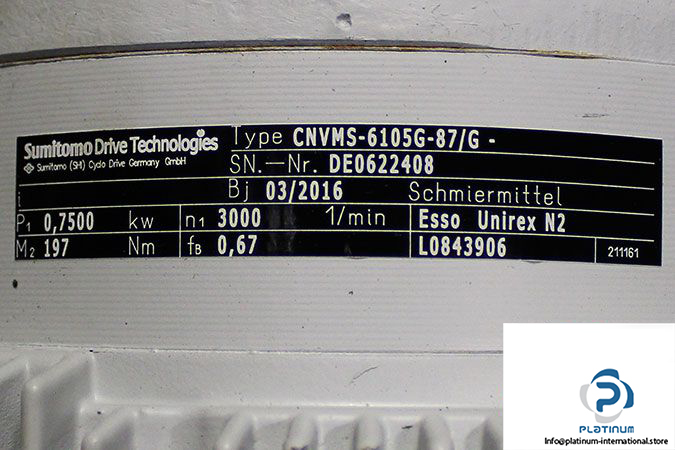 Sumitomo Drive Technologies
Sumitomo (SHI) Cyclo Drive Germany GmbH
Type CNVMS-6105G-87/G -
SN.—Nr. DE0622408
i Bj 03/2016 Schmiermittel
P1 0,7500 kw n1 3000 1/min Esso Unirex N2
M2 197 Nm fB 0,67 L0843906 211161
PLATINUM
Info@platinum-international.store